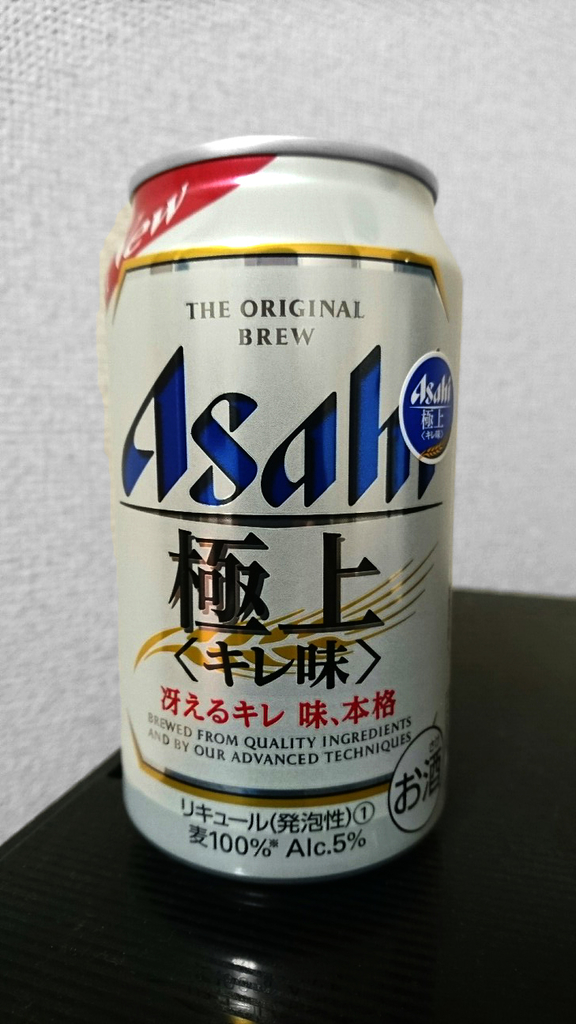 New
THE ORIGINAL
BREW
Asahi
Asahi
極上
〈キレ味〉
極上
〈キレ味〉
冴えるキレ 味、本格
BREWED FROM QUALITY INGREDIENTS
AND BY OUR ADVANCED TECHNIQUES
お酒
リキュール(発泡性)①
麦100%※ Alc.5%